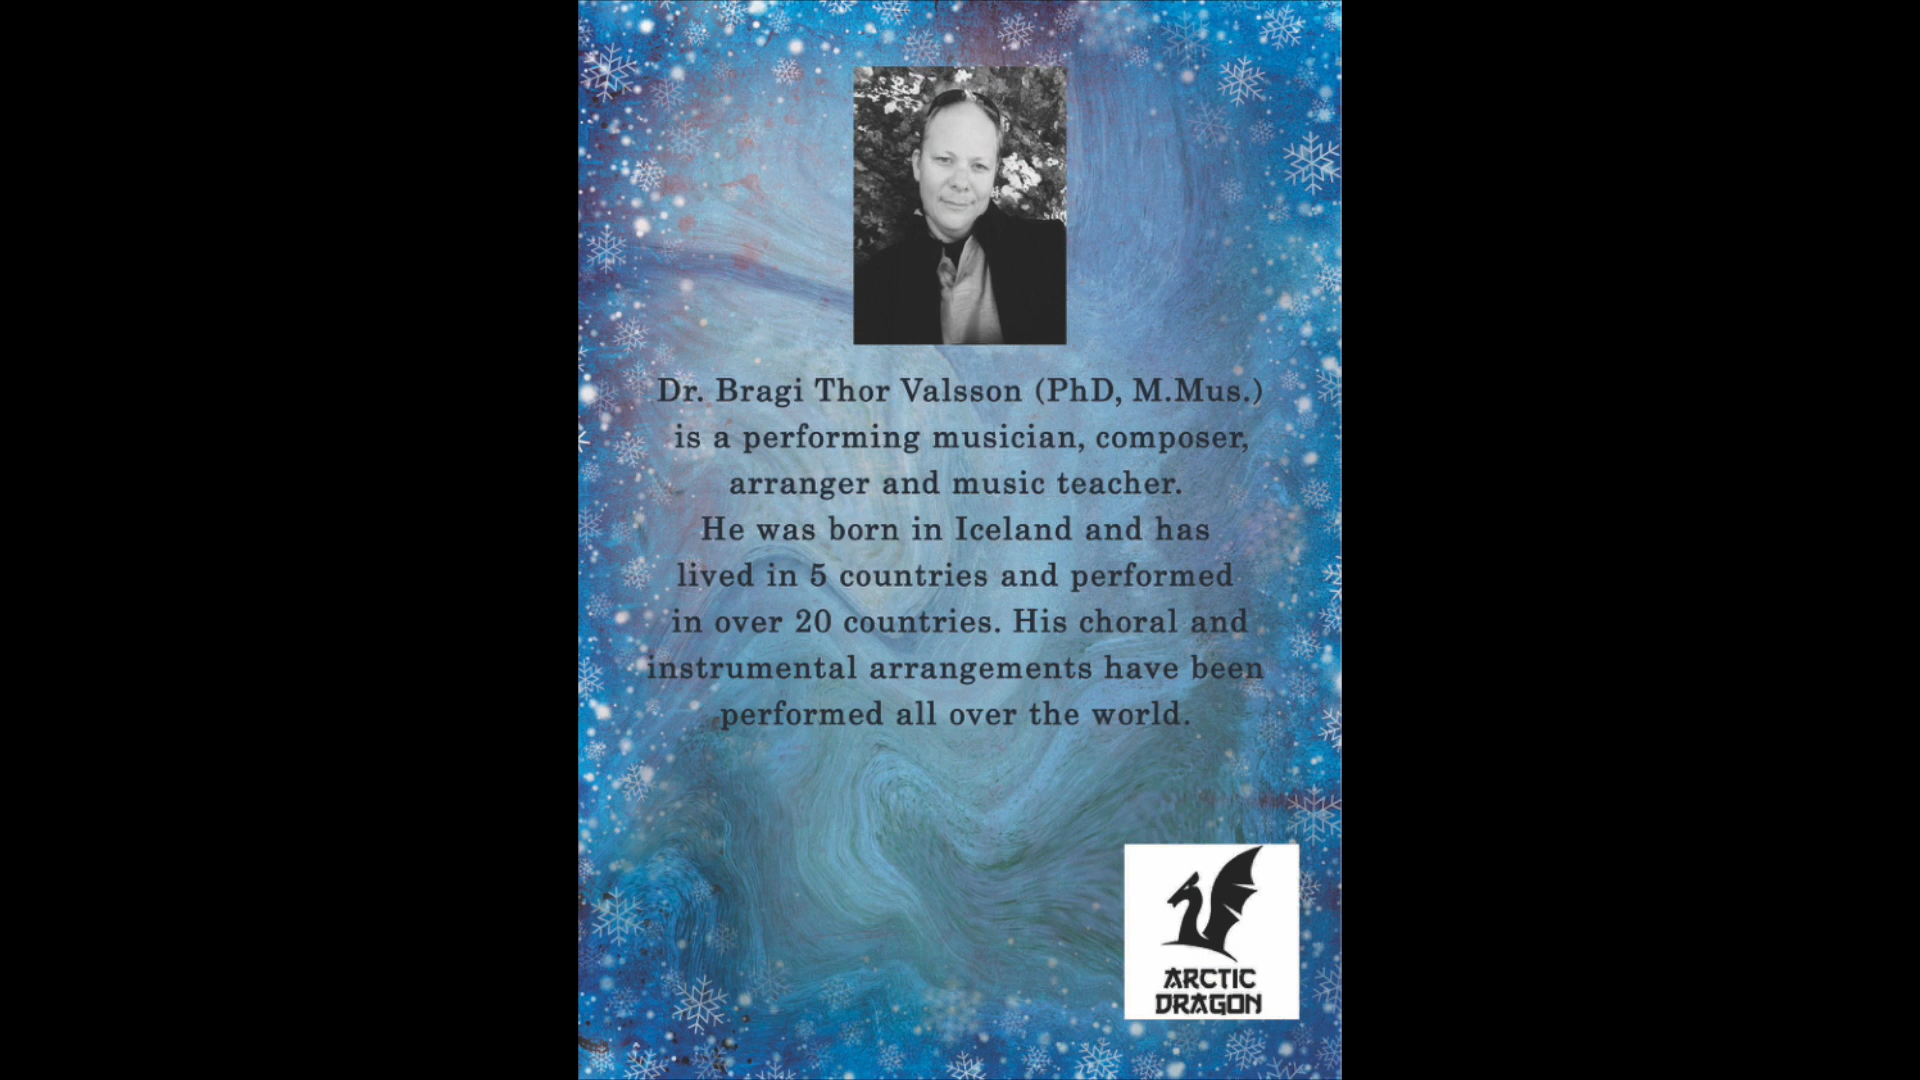 Dr. Bragi Thor Valsson (PhD, M.Mus.)
is a performing musician, composer,
arranger and music teacher.
He was born in Iceland and has
lived in 5 countries and performed
in over 20 countries. His choral and
instrumental arrangements have been
performed all over the world.
ARCTIC
DRAGON